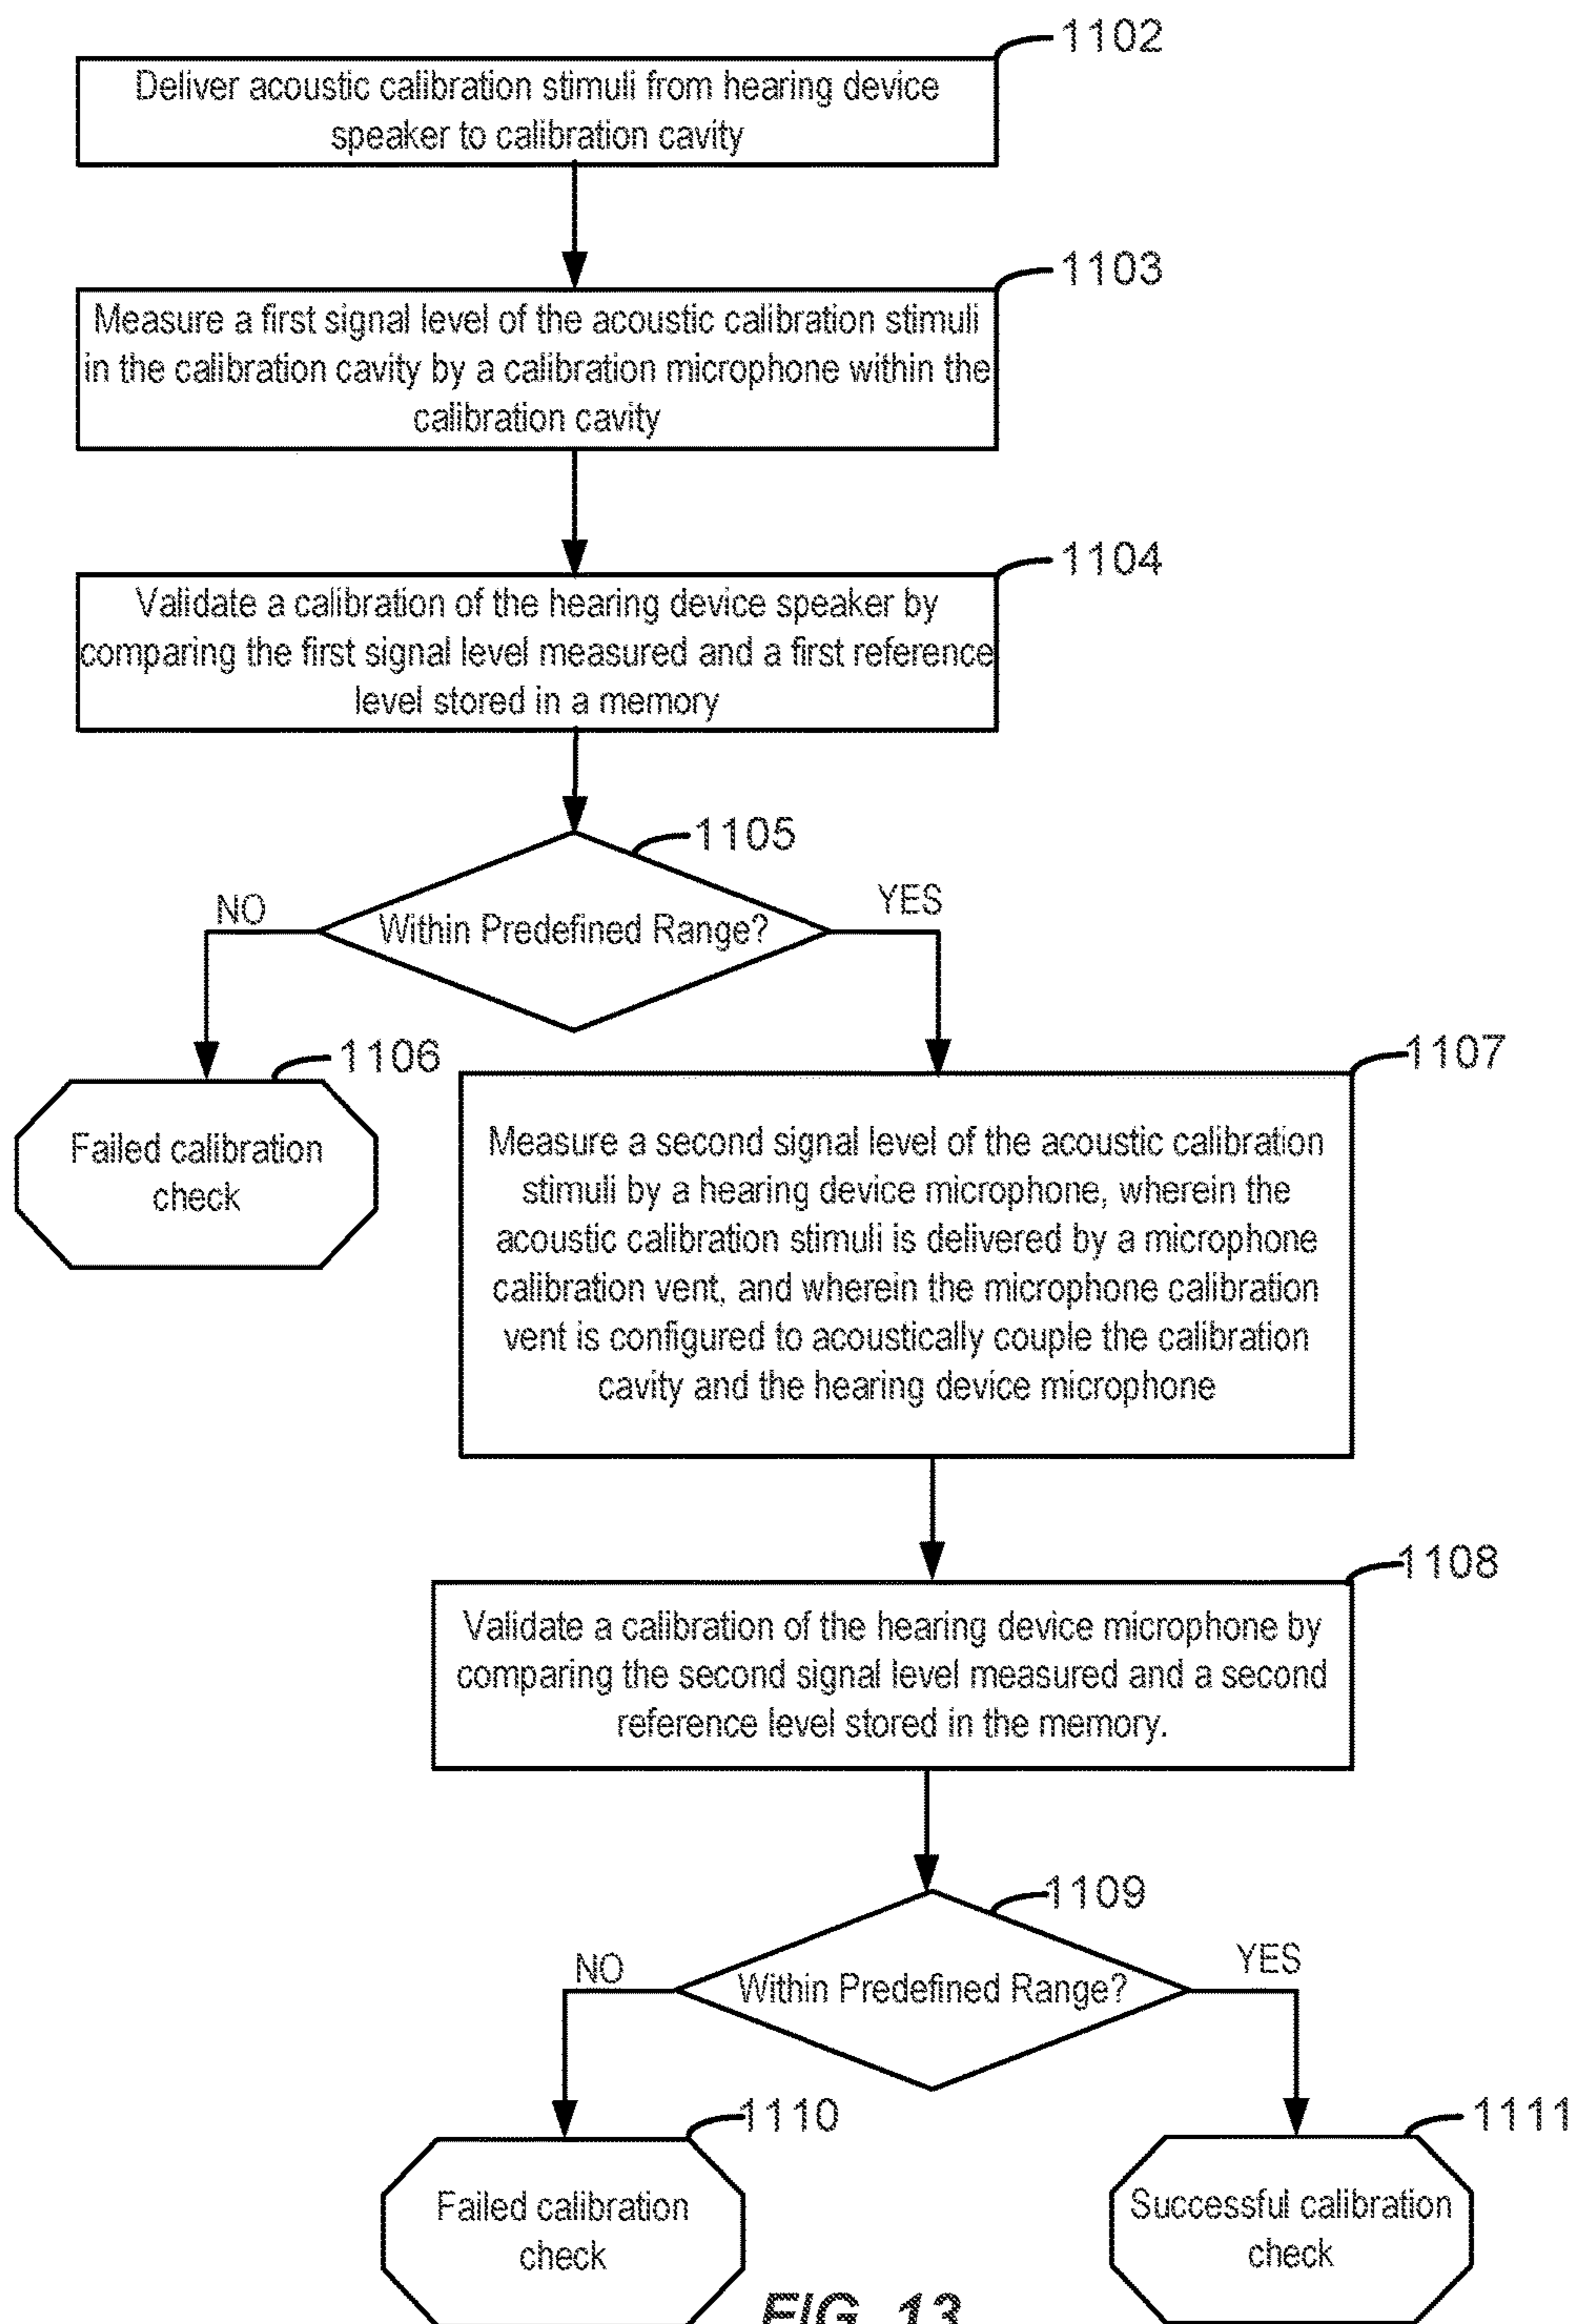 1102
Deliver acoustic calibration stimuli from hearing device
speaker to calibration cavity
1103
Measure a first signal level of the acoustic calibration stimuli
in the calibration cavity by a calibration microphone within the
calibration cavity
1104
Validate a calibration of the hearing device speaker by
comparing the first signal level measured and a first reference
level stored in a memory
1105
NO
Within Predefined Range?
YES
1106
Failed calibration
check
1107
Measure a second signal level of the acoustic calibration
stimuli by a hearing device microphone, wherein the
acoustic calibration stimuli is delivered by a microphone
calibration vent, and wherein the microphone calibration
vent is configured to acoustically couple the calibration
cavity and the hearing device microphone
1108
Validate a calibration of the hearing device microphone by
comparing the second signal level measured and a second
reference level stored in the memory.
1109
NO
Within Predefined Range?
YES
1110
Failed calibration
check
1111
Successful calibration
check
FIG. 13